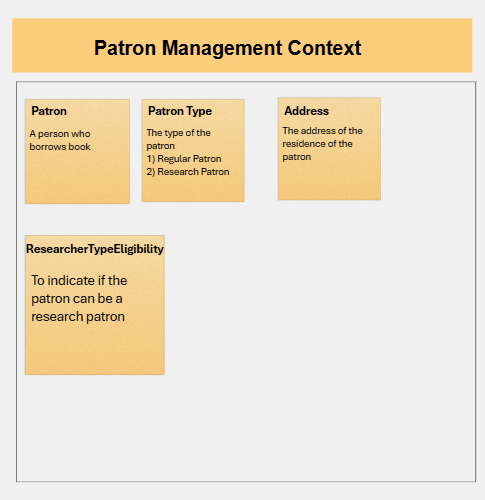 Patron Management Context
Patron
A person who
borrows book
Patron Type
The type of the
patron
1) Regular Patron
2) Research Patron
Address
The address of the
residence of the
patron
ResearcherTypeEligibility
To indicate if the
patron can be a
research patron